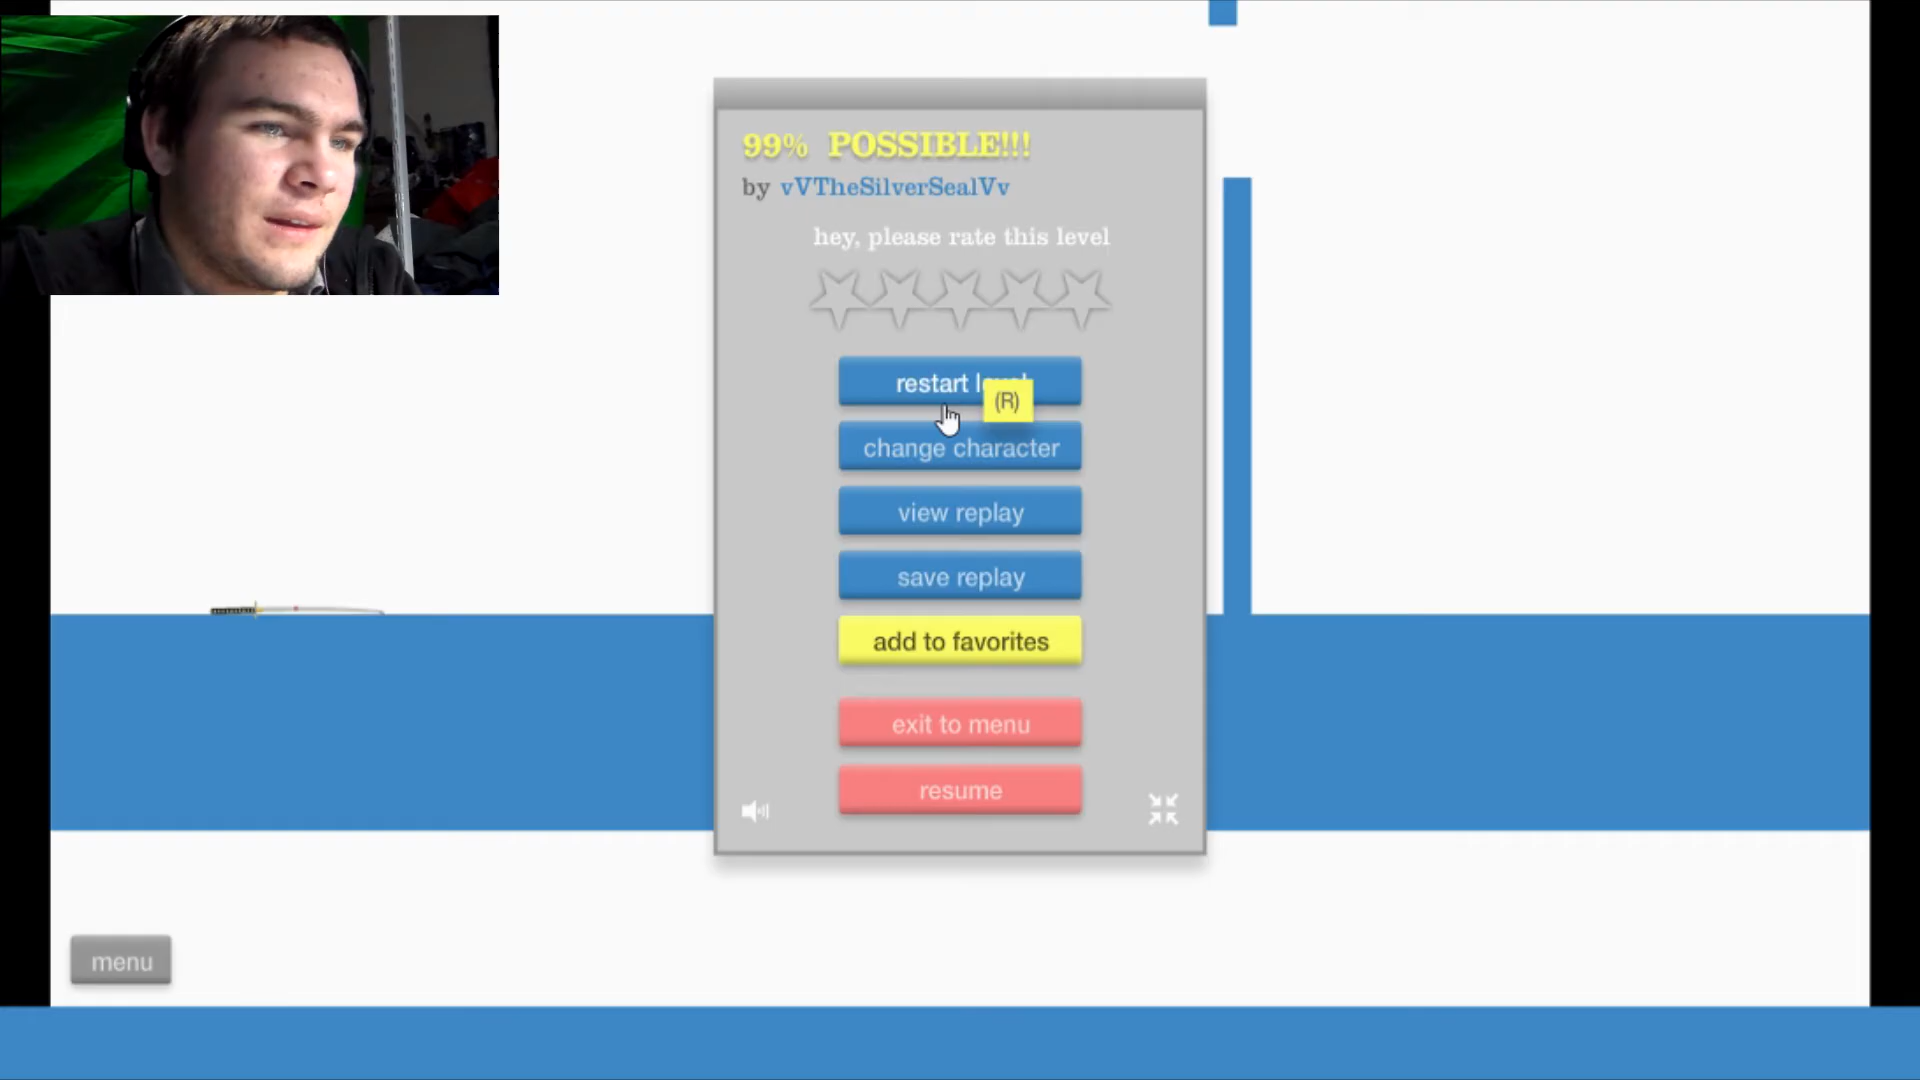 99% POSSIBLE!!!
by vVTheSilverSealVv
hey, please rate this level
restart
(R)
change character
view replay
save replay
add to favorites
exit to menu
resume
menu